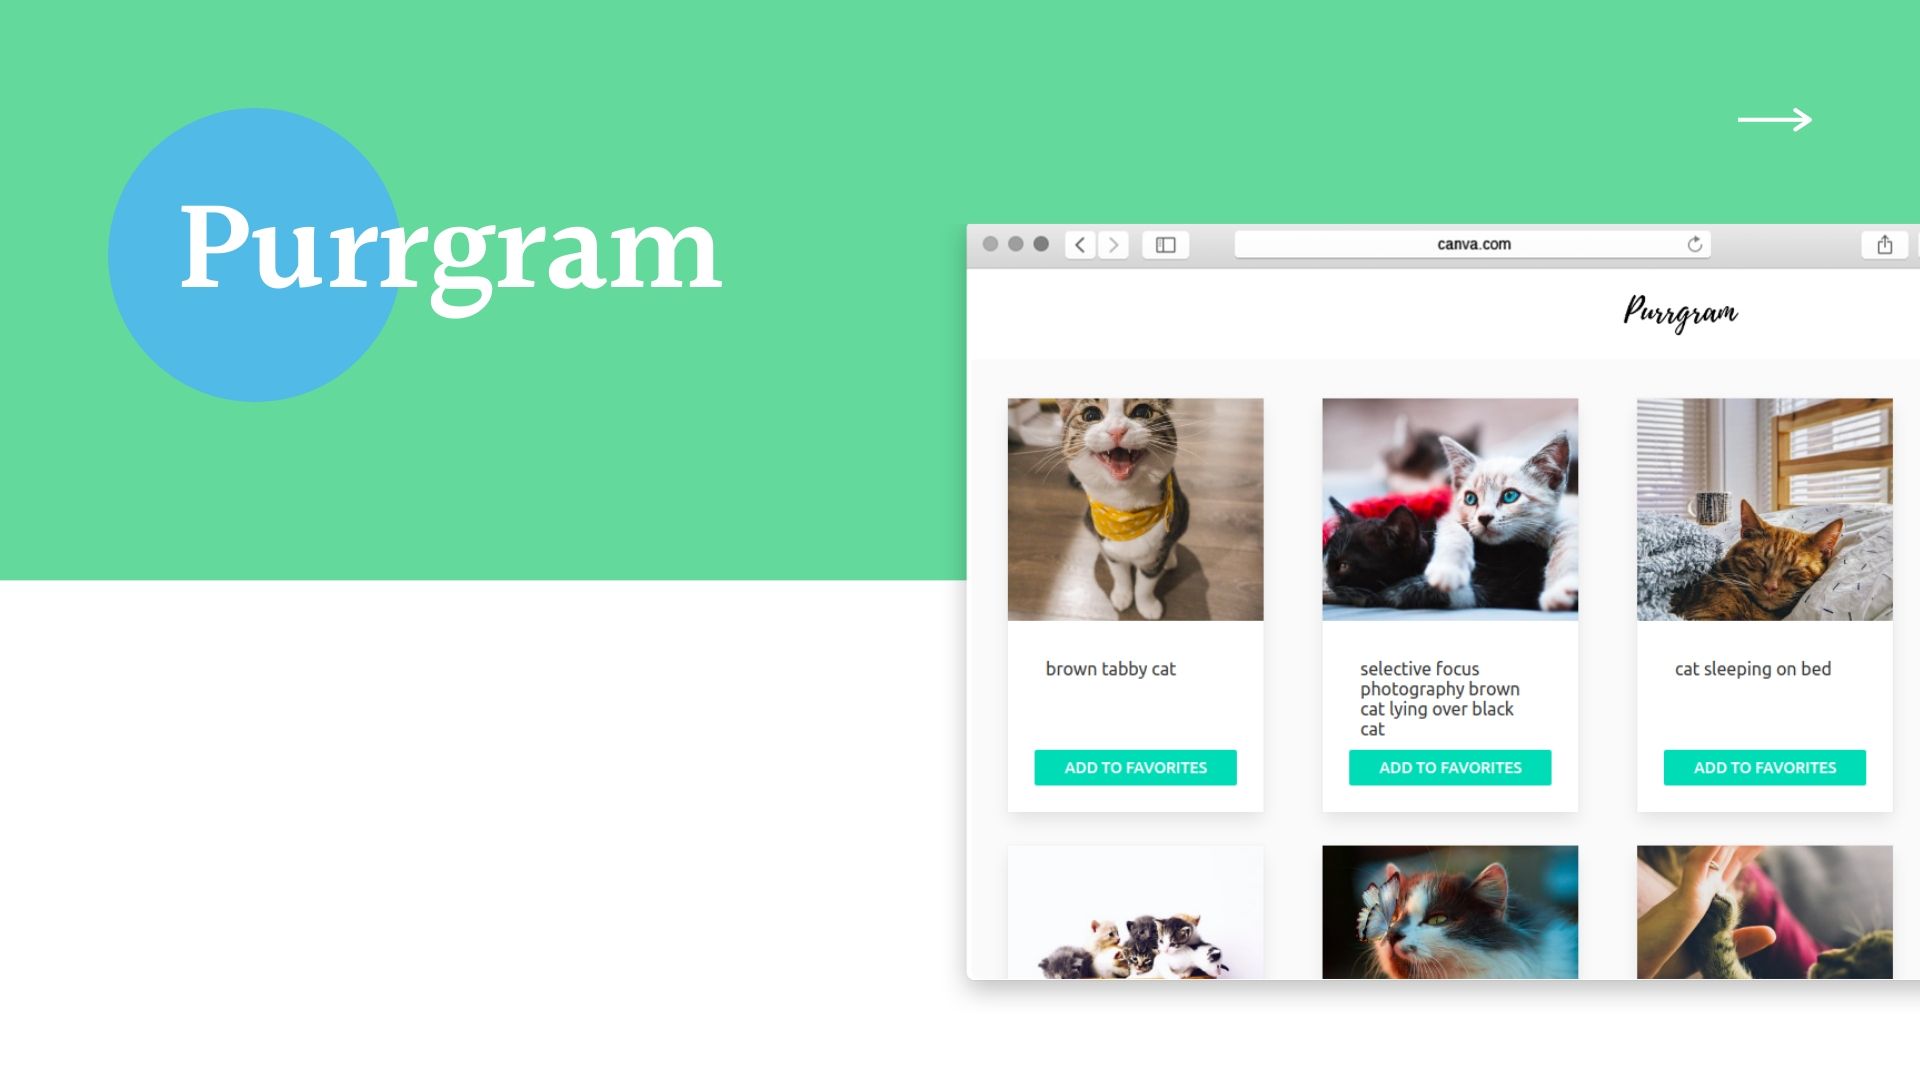 Purrgram
canva.com
Purrgram
brown tabby cat
selective focus
photography brown
cat lying over black
cat
cat sleeping on bed
ADD TO FAVORITES
ADD TO FAVORITES
ADD TO FAVORITES